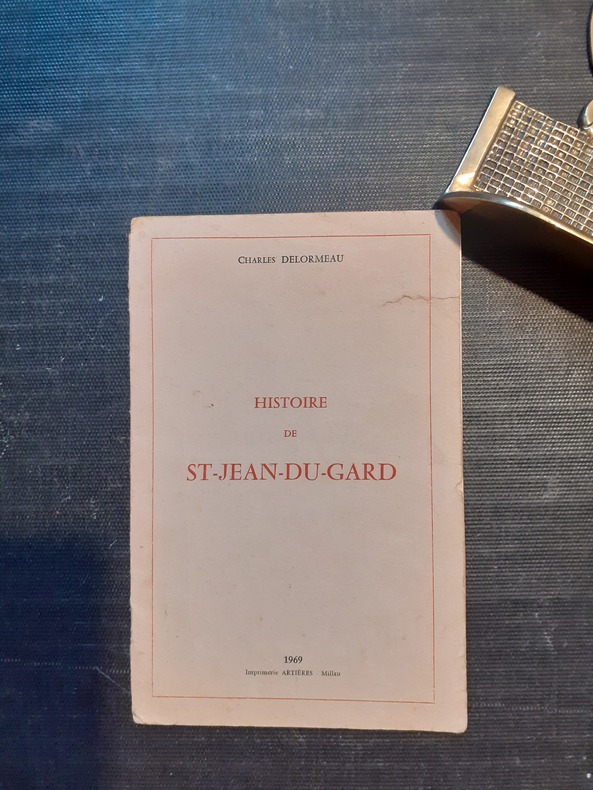 CHARLES DELORMEAU
HISTOIRE
DE
ST-JEAN-DU-GARD
1969
Imprimerie ARTIÈRES - Millau